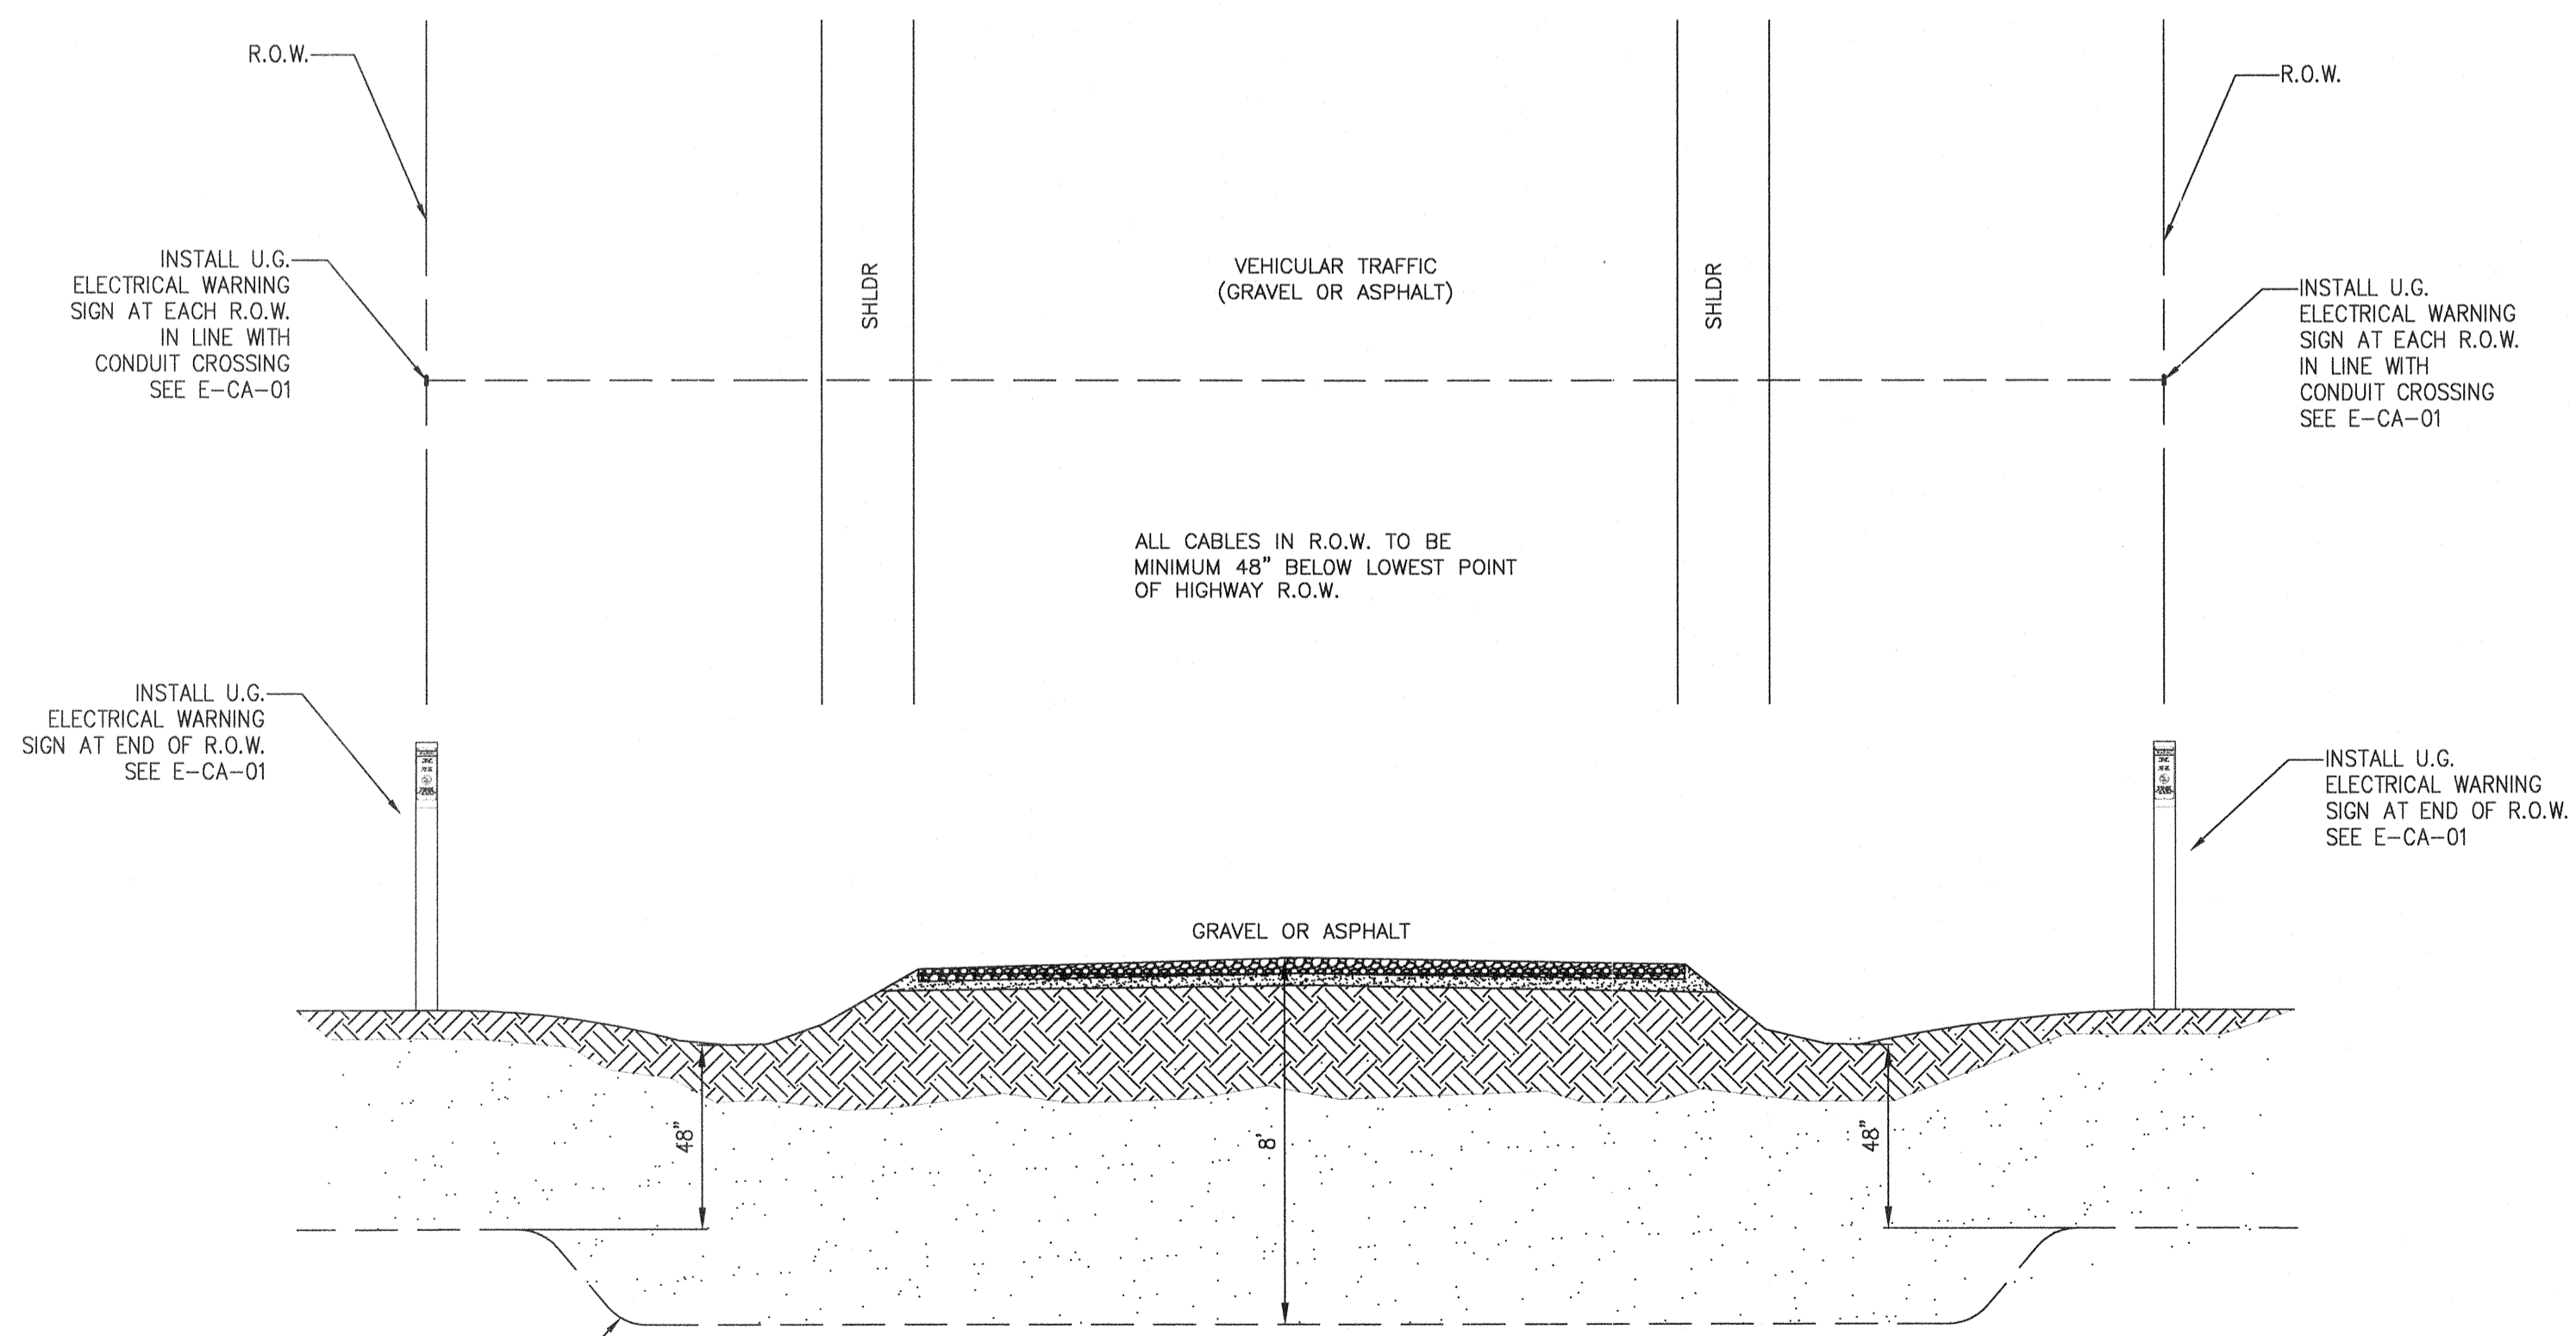 R.O.W.
R.O.W.
INSTALL U.G.
ELECTRICAL WARNING
SIGN AT EACH R.O.W.
IN LINE WITH
CONDUIT CROSSING
SEE E-CA-01
SHLDR
VEHICULAR TRAFFIC
(GRAVEL OR ASPHALT)
SHLDR
INSTALL U.G.
ELECTRICAL WARNING
SIGN AT EACH R.O.W.
IN LINE WITH
CONDUIT CROSSING
SEE E-CA-01
ALL CABLES IN R.O.W. TO BE
MINIMUM 48" BELOW LOWEST POINT
OF HIGHWAY R.O.W.
INSTALL U.G.
ELECTRICAL WARNING
SIGN AT END OF R.O.W.
SEE E-CA-01
INSTALL U.G.
ELECTRICAL WARNING
SIGN AT END OF R.O.W.
SEE E-CA-01
GRAVEL OR ASPHALT
48"
8'
48"